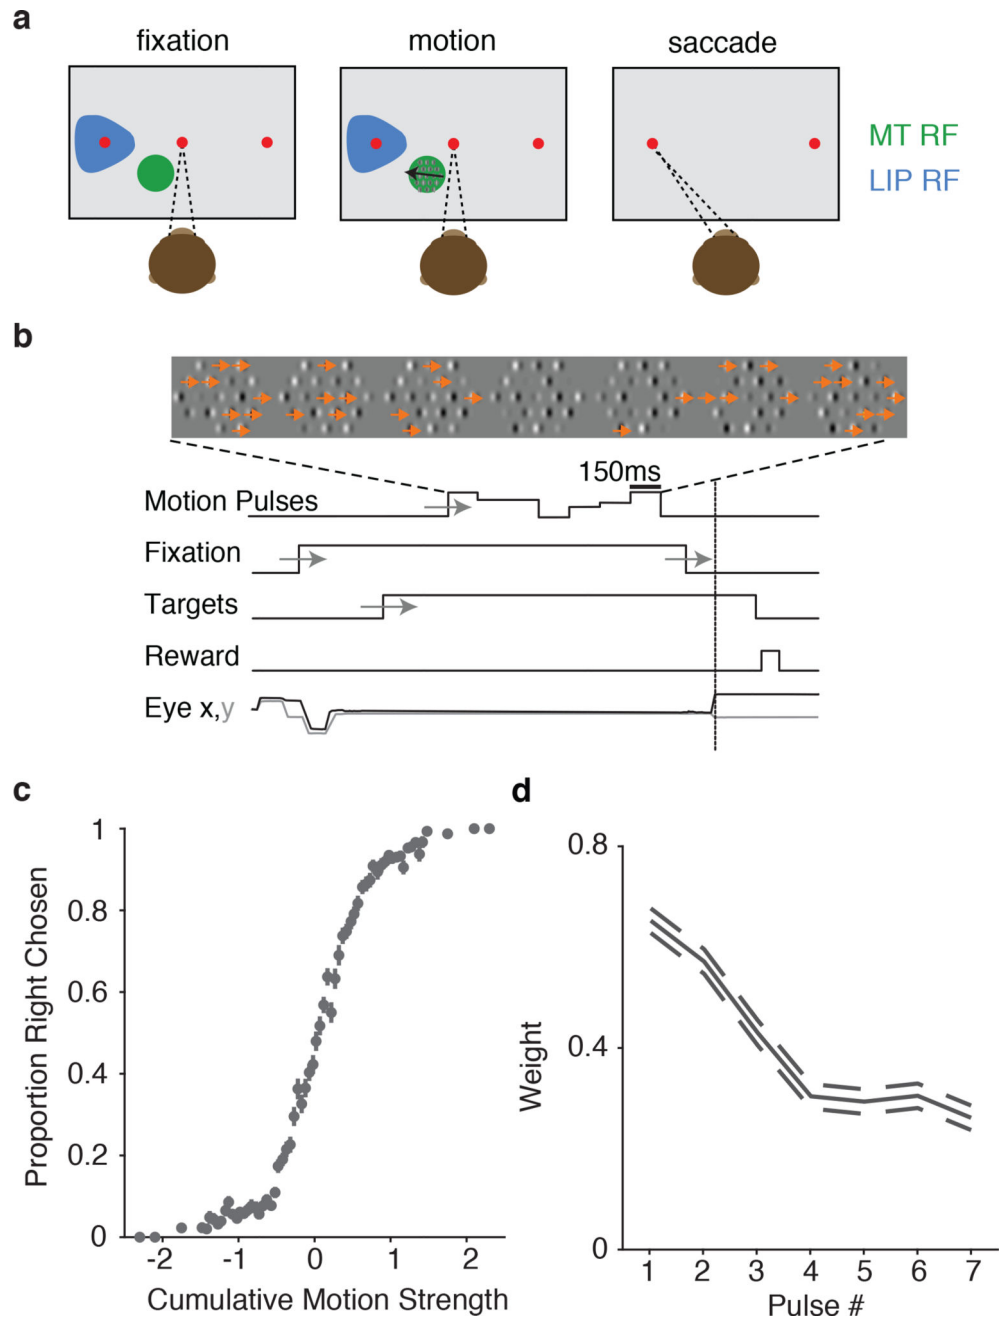 a
fixation
motion
saccade
MT RF
LIP RF
b
150ms
Motion Pulses
Fixation
Targets
Reward
Eye x,y
c
1
0.8
0.6
0.4
0.2
0
-2 -1 0 1 2
Proportion Right Chosen
Cumulative Motion Strength
d
0.8
0.4
0
1 2 3 4 5 6 7
Weight
Pulse #